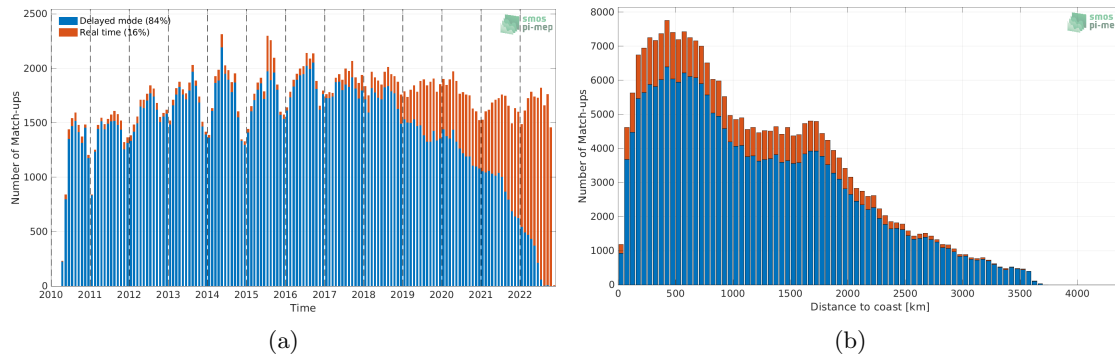 2500
2000
1500
1000
500
0
Number of Match-ups
Delayed mode (84%)
Real time (16%)
smos
pi-mep
2010 2011 2012 2013 2014 2015 2016 2017 2018 2019 2020 2021 2022
Time
(a)
8000
7000
6000
5000
4000
3000
2000
1000
0
Number of Match-ups
smos
pi-mep
0 500 1000 1500 2000 2500 3000 3500 4000
Distance to coast [km]
(b)